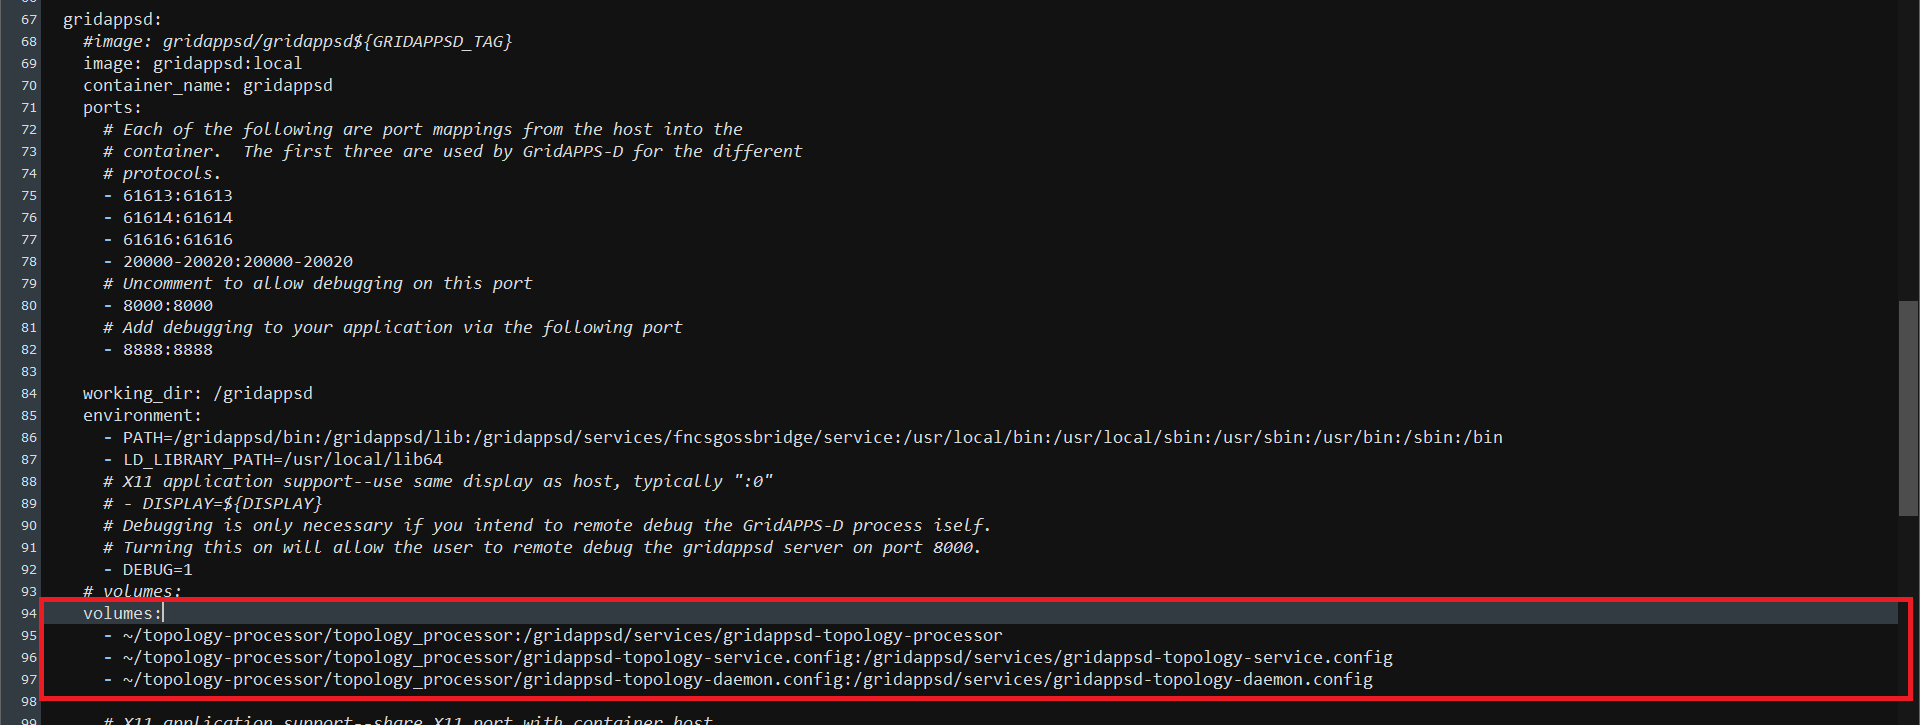 67 gridappsd:
68 #image: gridappsd/gridappsd${GRIDAPPSD_TAG}
69 image: gridappsd:local
70 container_name: gridappsd
71 ports:
72 # Each of the following are port mappings from the host into the
73 # container.  The first three are used by GridAPPS-D for the different
74 # protocols.
75 - 61613:61613
76 - 61614:61614
77 - 61616:61616
78 - 20000-20020:20000-20020
79 # Uncomment to allow debugging on this port
80 - 8000:8000
81 # Add debugging to your application via the following port
82 - 8888:8888
83
84 working_dir: /gridappsd
85 environment:
86 - PATH=/gridappsd/bin:/gridappsd/lib:/gridappsd/services/fncsgossbridge/service:/usr/local/bin:/usr/local/sbin:/usr/sbin:/usr/bin:/sbin:/bin
87 - LD_LIBRARY_PATH=/usr/local/lib64
88 # X11 application support--use same display as host, typically ":0"
89 # - DISPLAY=${DISPLAY}
90 # Debugging is only necessary if you intend to remote debug the GridAPPS-D process iself.
91 # Turning this on will allow the user to remote debug the gridappsd server on port 8000.
92 - DEBUG=1
93 # volumes:
94 volumes:
95 - ~/topology-processor/topology_processor:/gridappsd/services/gridappsd-topology-processor
96 - ~/topology-processor/topology_processor/gridappsd-topology-service.config:/gridappsd/services/gridappsd-topology-service.config
97 - ~/topology-processor/topology_processor/gridappsd-topology-daemon.config:/gridappsd/services/gridappsd-topology-daemon.config
98
99 # X11 application support--share X11 port with container host